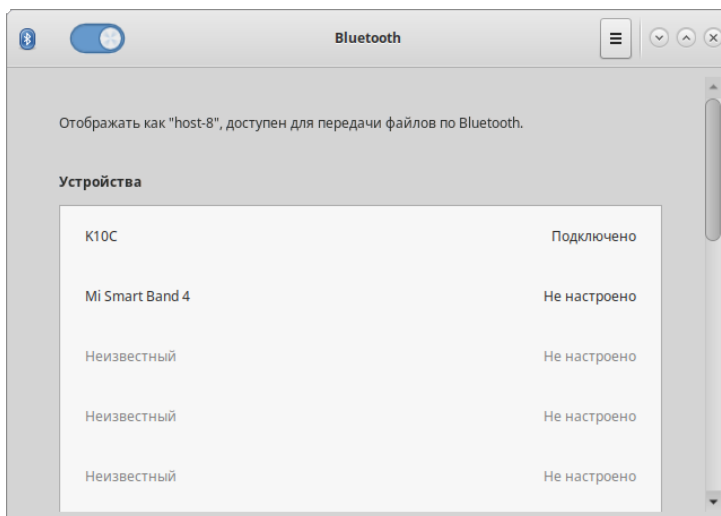 Bluetooth
Отображать как "host-8", доступен для передачи файлов по Bluetooth.
Устройства
K10C Подключено
Mi Smart Band 4 Не настроено
Неизвестный Не настроено
Неизвестный Не настроено
Неизвестный Не настроено